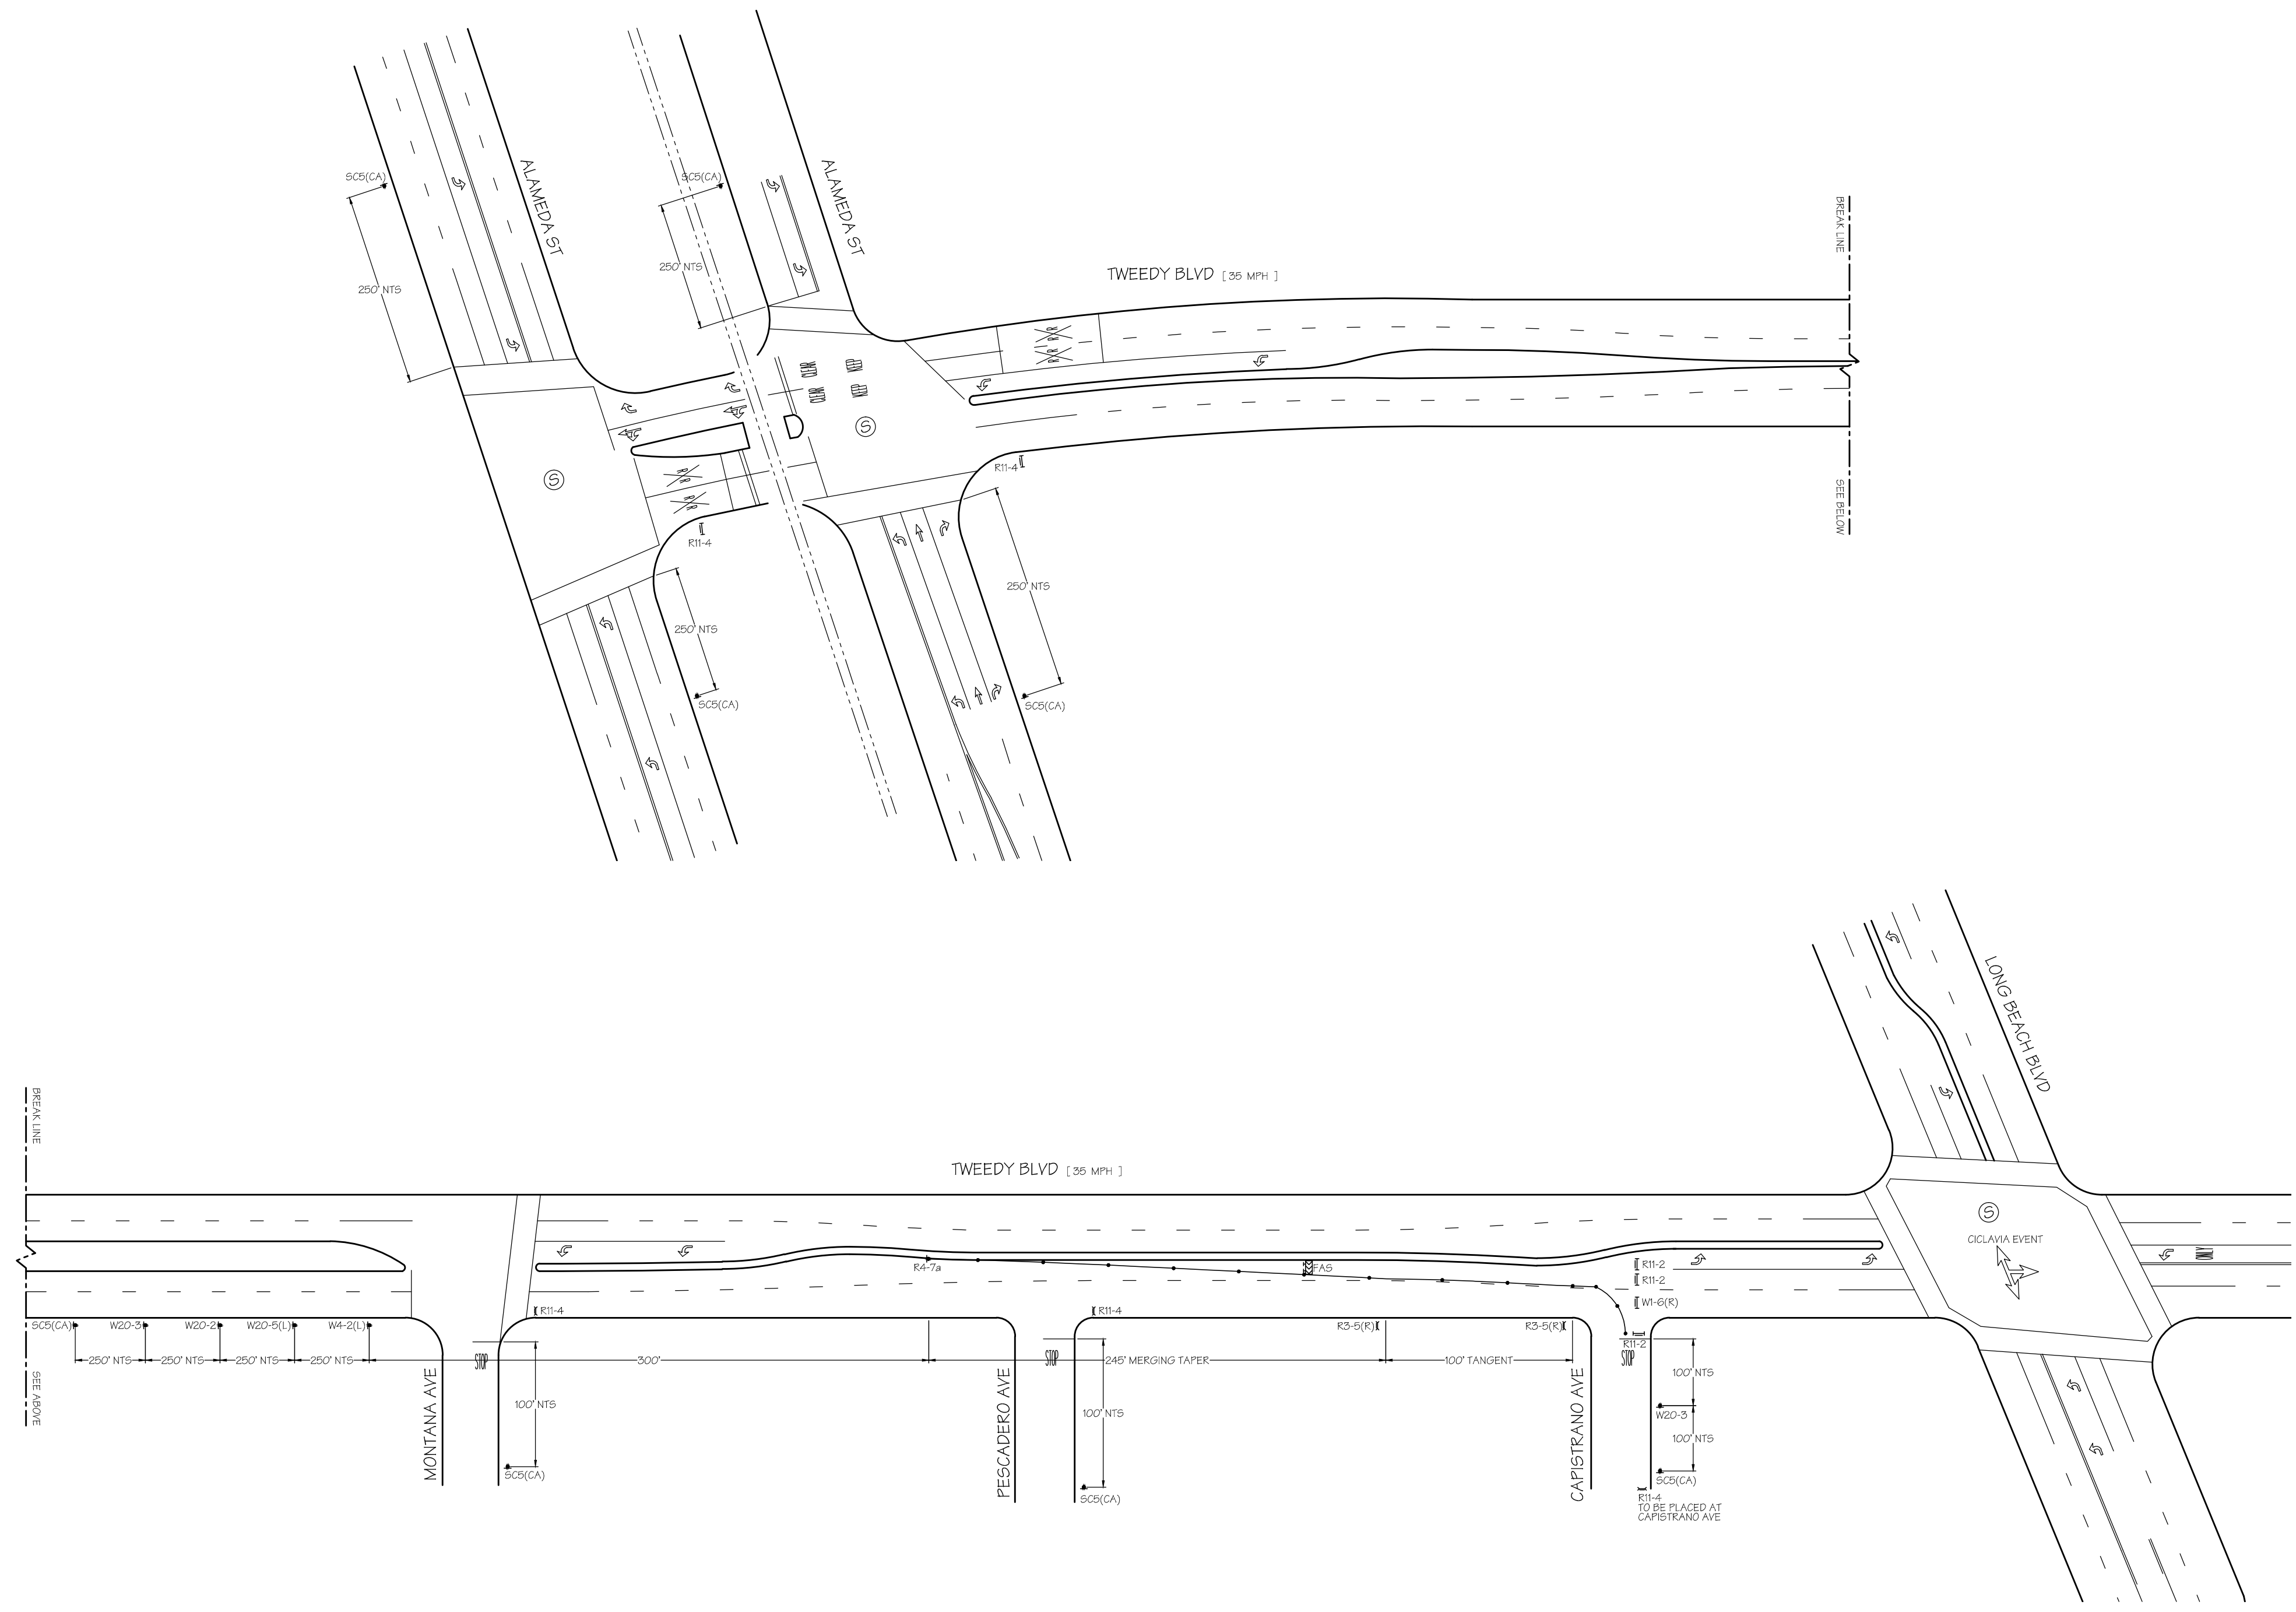 SC5(CA)
SC5(CA)
ALAMEDA ST
ALAMEDA ST
250' NTS
250' NTS
BREAK LINE
TWEEDY BLVD [ 35 MPH ]
R R
R R
CLEAR
KEEP
CLEAR
KEEP
S
R11-4
S
R R
R R
R11-4
SEE BELOW
250' NTS
250' NTS
SC5(CA)
SC5(CA)
LONG BEACH BLVD
BREAK LINE
TWEEDY BLVD [ 35 MPH ]
S
CICLAVIA EVENT
R4-7a
FAS
R11-2
R11-2
W1-6(R)
R11-4
R11-4
SC5(CA)
W20-3
W20-2
W20-5(L)
W4-2(L)
R3-5(R)
R3-5(R)
R11-2
250' NTS
250' NTS
250' NTS
250' NTS
STOP
300'
STOP
245' MERGING TAPER
100' TANGENT
STOP
SEE ABOVE
MONTANA AVE
100' NTS
PESCADERO AVE
100' NTS
CAPISTRANO AVE
100' NTS
W20-3
100' NTS
SC5(CA)
SC5(CA)
SC5(CA)
R11-4
TO BE PLACED AT
CAPISTRANO AVE